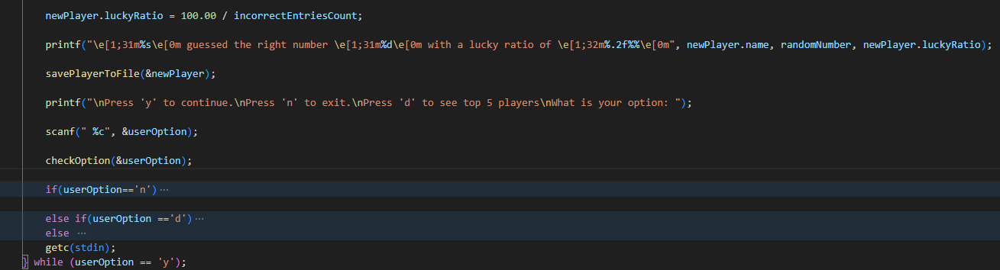 newPlayer.luckyRatio = 100.00 / incorrectEntriesCount;
printf("\e[1;31m%s\e[0m guessed the right number \e[1;31m%d\e[0m with a lucky ratio of \e[1;32m%.2f%%\e[0m", newPlayer.name, randomNumber, newPlayer.luckyRatio);
savePlayerToFile(&newPlayer);
printf("\nPress 'y' to continue.\nPress 'n' to exit.\nPress 'd' to see top 5 players\nWhat is your option: ");
scanf(" %c", &userOption);
checkOption(&userOption);
if(userOption=='n')···
else if(userOption =='d')···
else ···
getc(stdin);
} while (userOption == 'y');